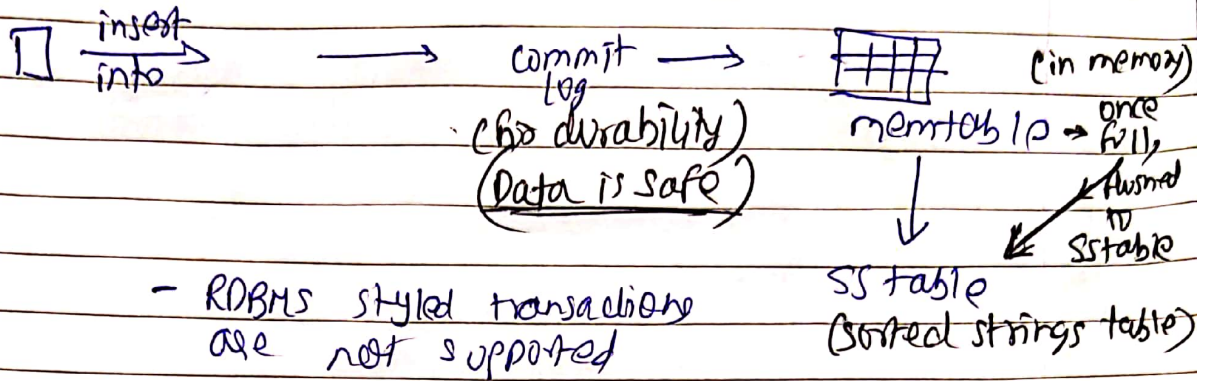 insert
into
commit
Log
(for durability)
(Data is safe)
(in memory)
memtable → once
full,
flushed
to
SStable
SS table
(sorted strings table)
- RDBMS styled transactions
are not supported